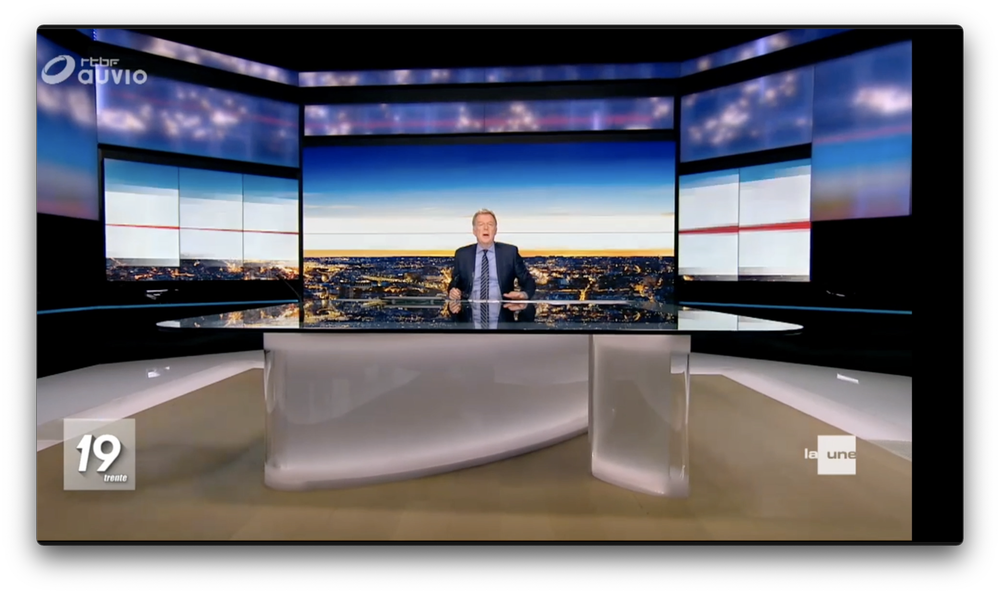 rtbf
auvio
19
trente
la une